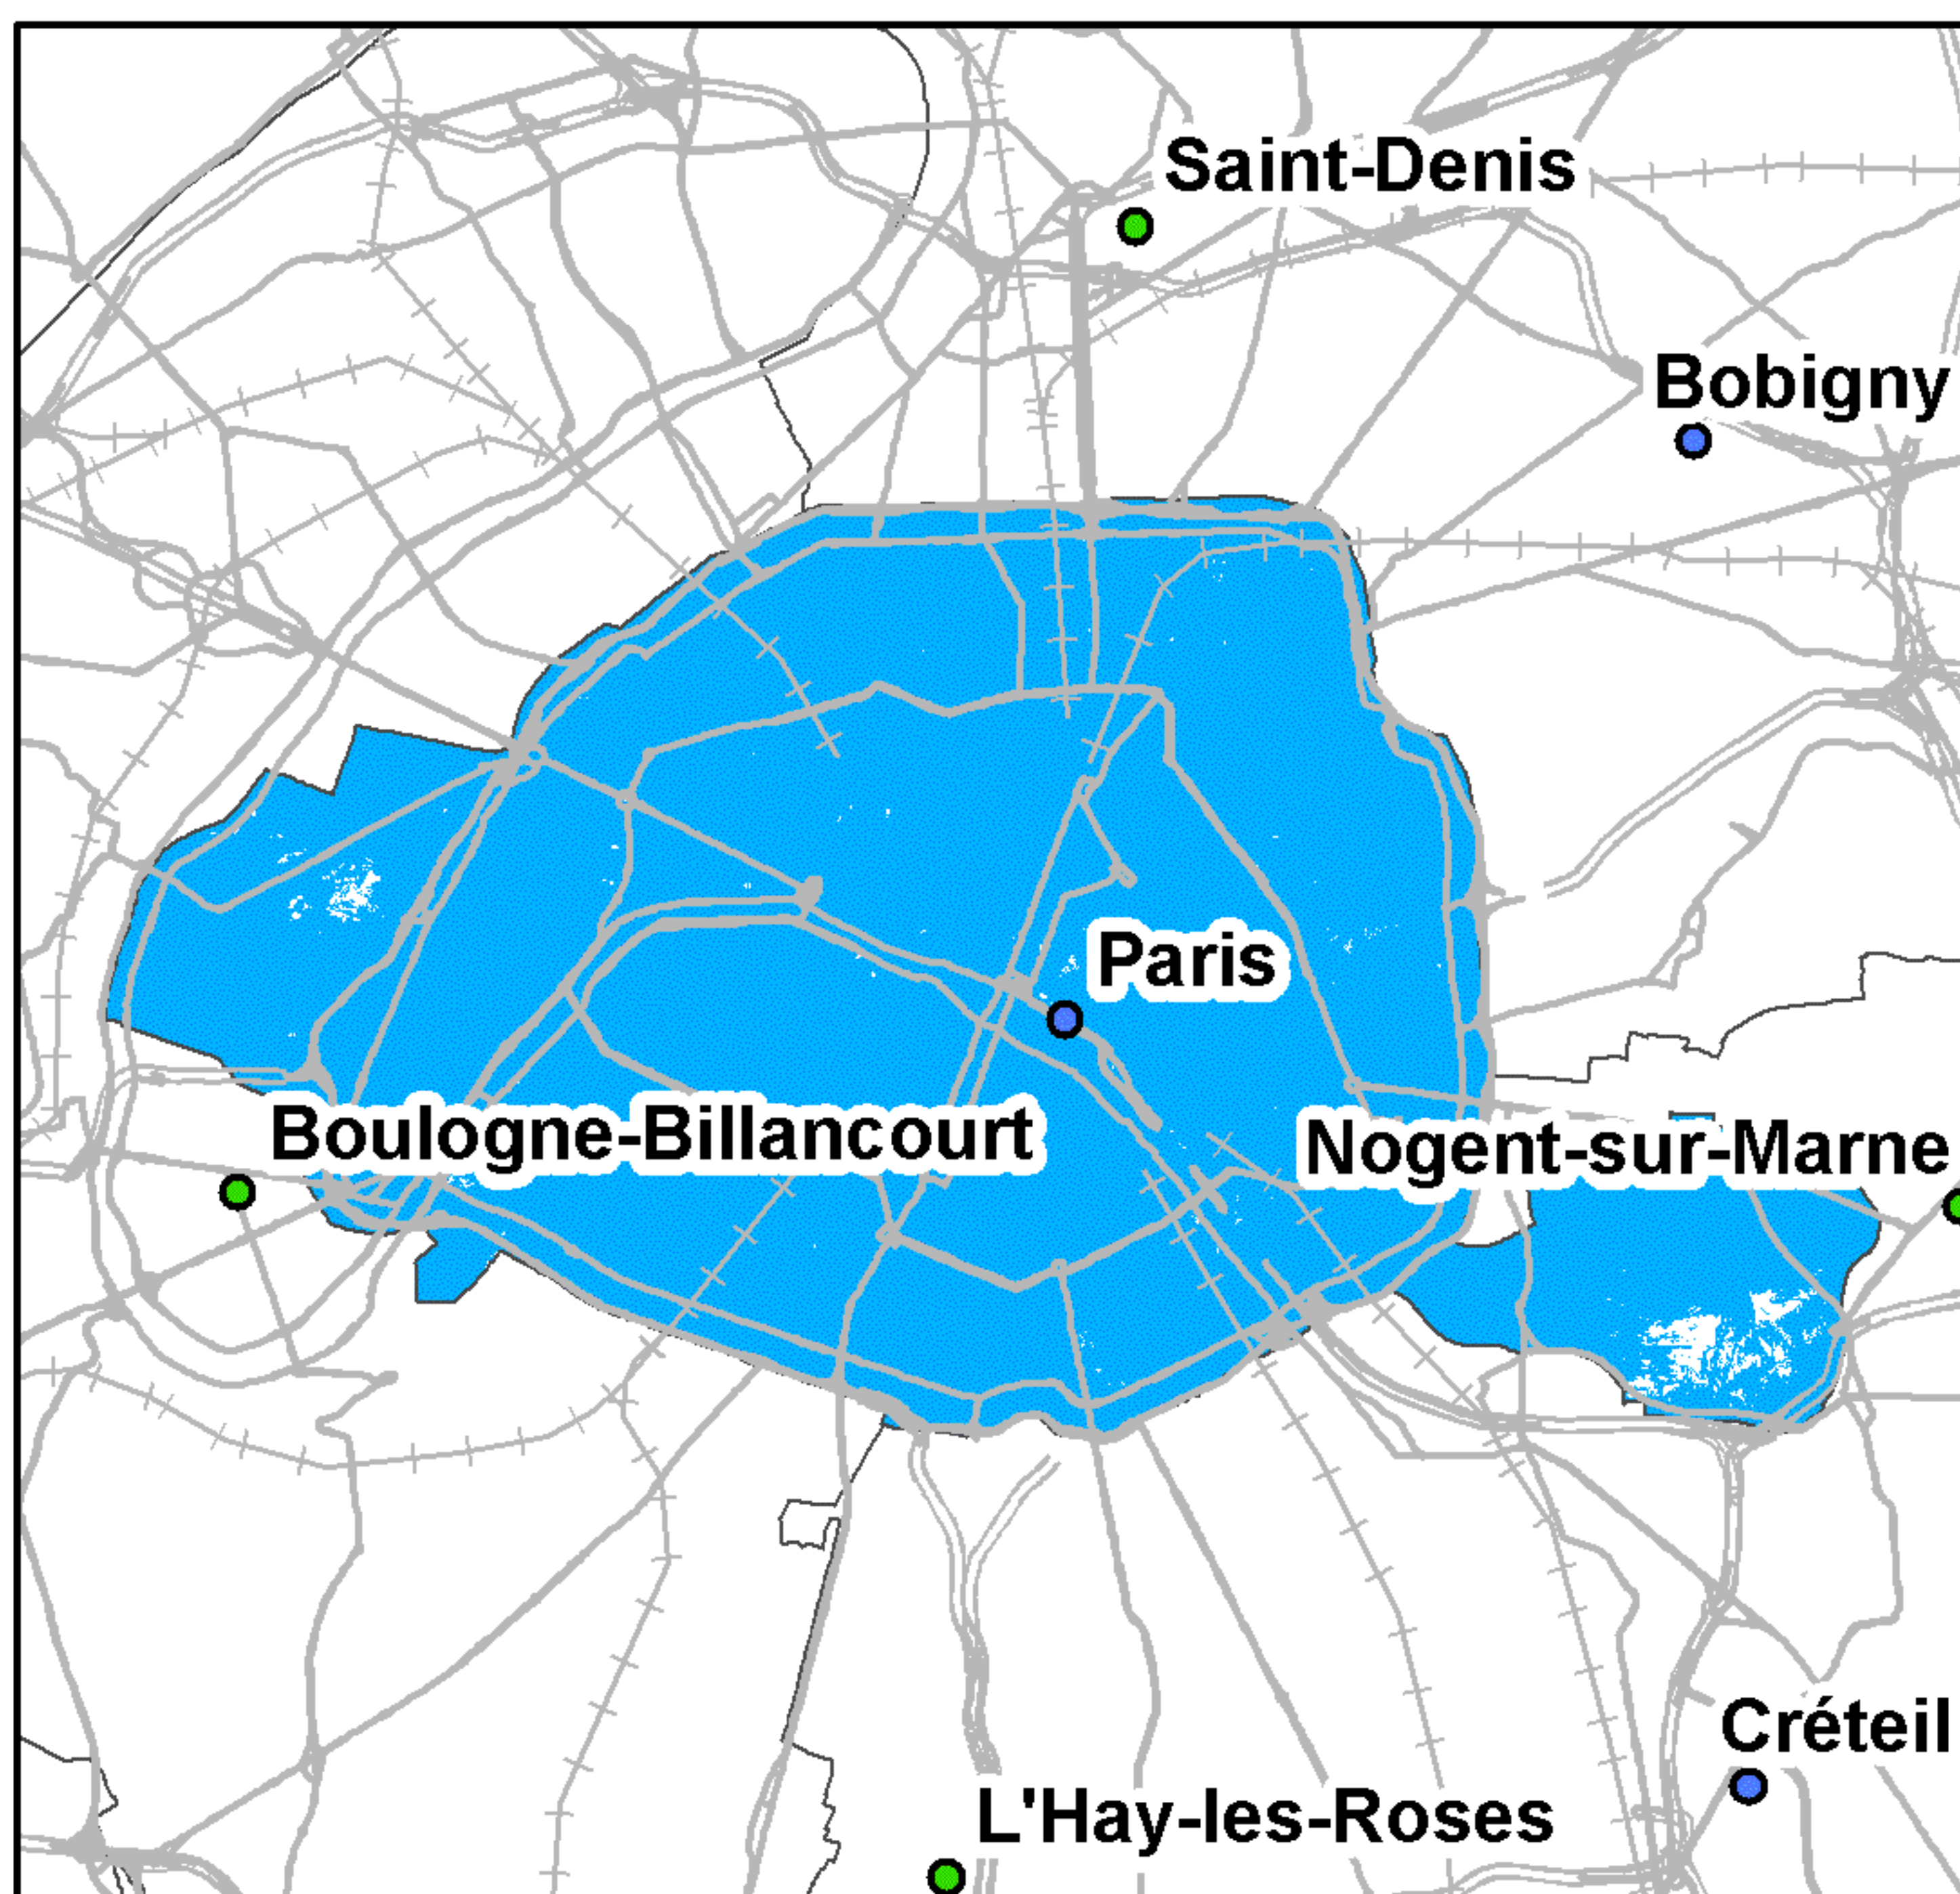 Saint-Denis
Bobigny
Paris
Boulogne-Billancourt
Nogent-sur-Marne
Créteil
L'Hay-les-Roses